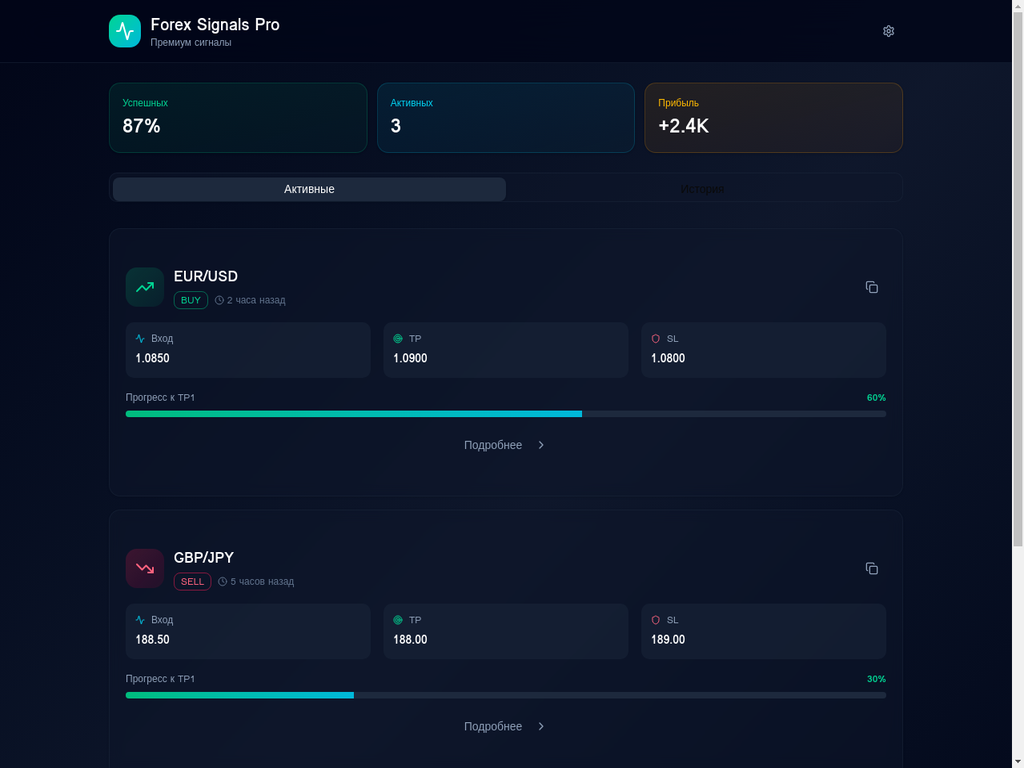 Forex Signals Pro
Премиум сигналы
Успешных
87%
Активных
3
Прибыль
+2.4K
Активные
История
EUR/USD
BUY
2 часа назад
Вход
1.0850
TP
1.0900
SL
1.0800
Прогресс к TP1
60%
Подробнее
GBP/JPY
SELL
5 часов назад
Вход
188.50
TP
188.00
SL
189.00
Прогресс к TP1
30%
Подробнее